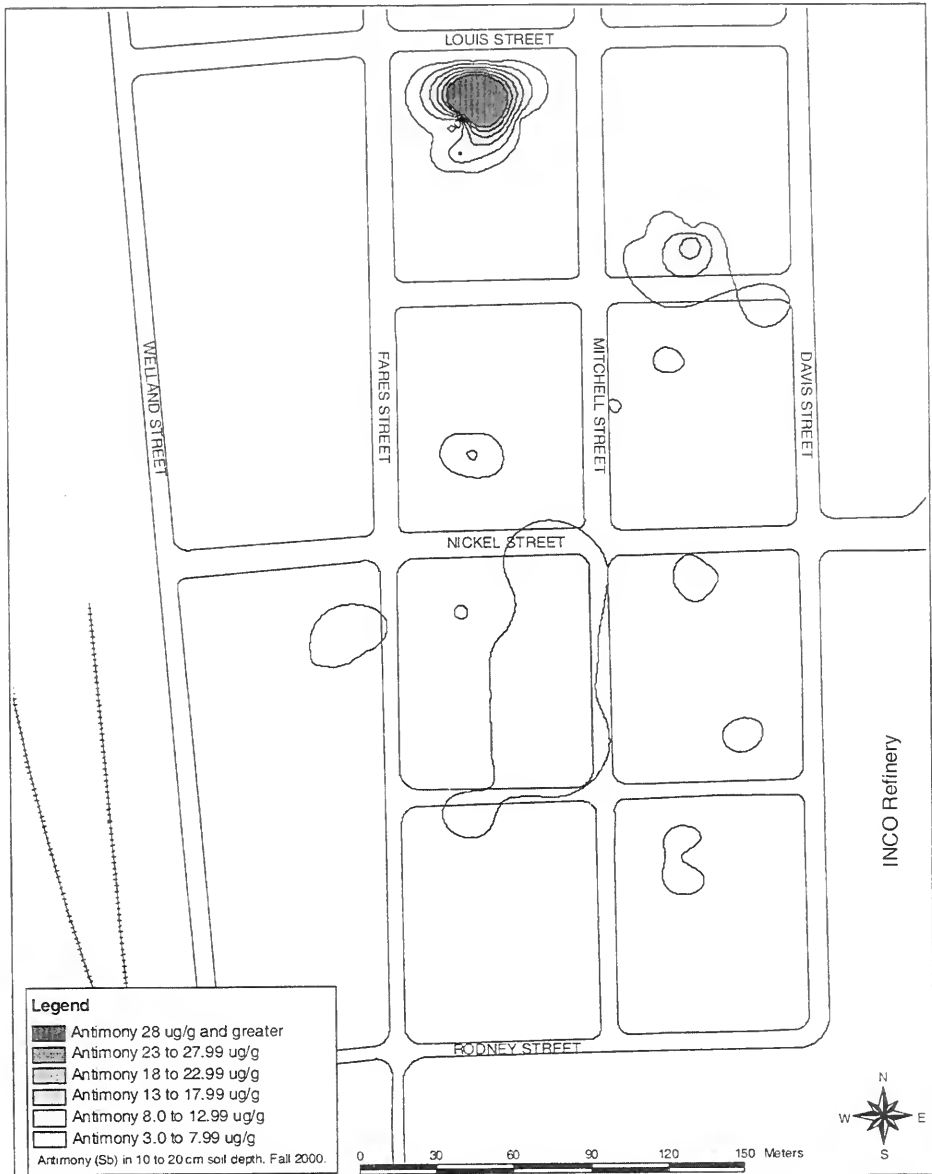 LOUIS STREET
WELLAND STREET
FARES STREET
MITCHELL STREET
DAVIS STREET
NICKEL STREET
INCO Refinery
RODNEY STREET
Legend
Antimony 28 ug/g and greater
Antimony 23 to 27.99 ug/g
Antimony 18 to 22.99 ug/g
Antimony 13 to 17.99 ug/g
Antimony 8.0 to 12.99 ug/g
Antimony 3.0 to 7.99 ug/g
Antimony (Sb) in 10 to 20 cm soil depth. Fall 2000.
0 30 60 90 120 150 Meters
N
W E
S